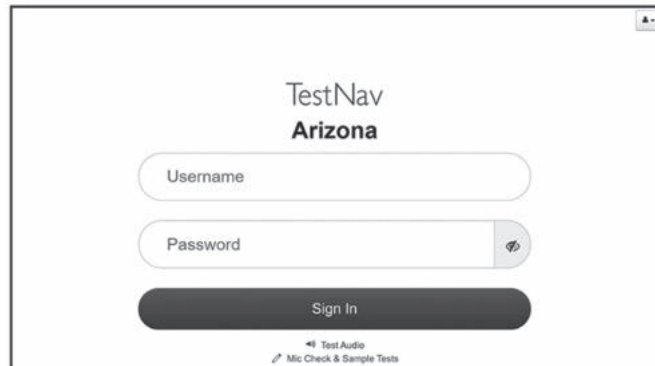 TestNav
Arizona
Username
Password
Sign In
Test Audio
Mic Check & Sample Tests